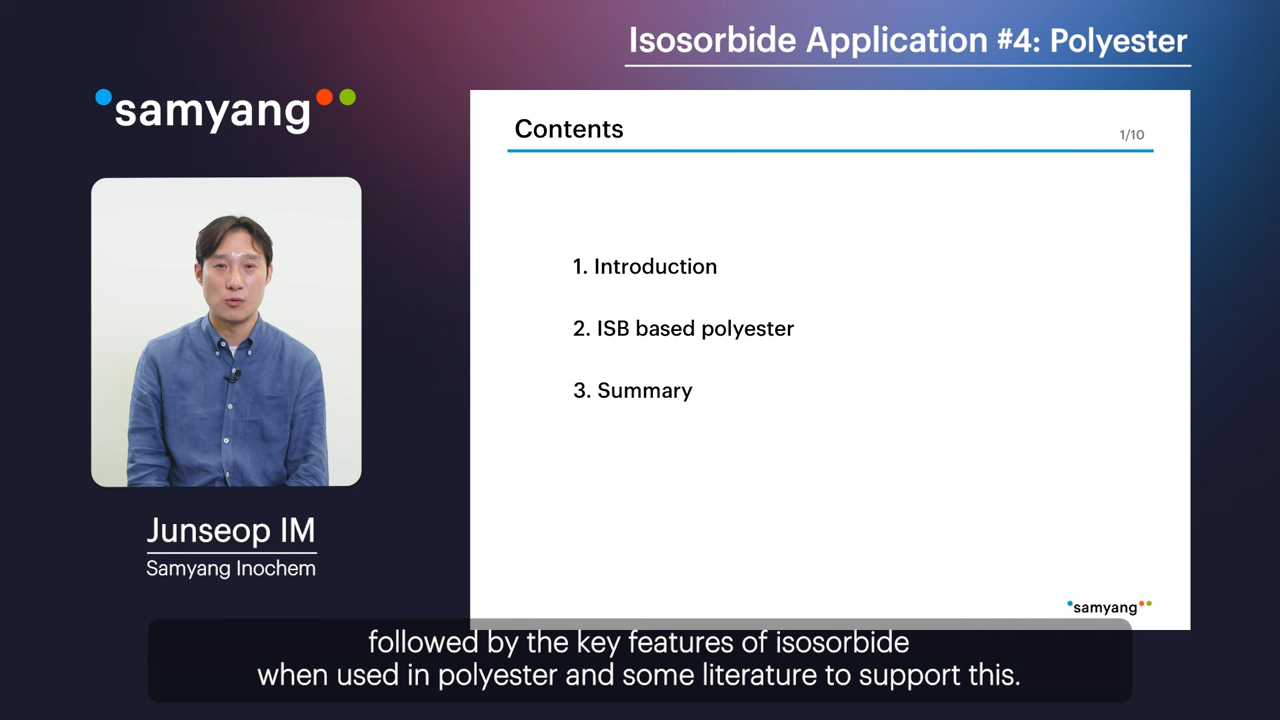 Isosorbide Application #4: Polyester
samyang
Contents
1/10
1. Introduction
2. ISB based polyester
3. Summary
Junseop IM
Samyang Inochem
samyang
followed by the key features of isosorbide
when used in polyester and some literature to support this.